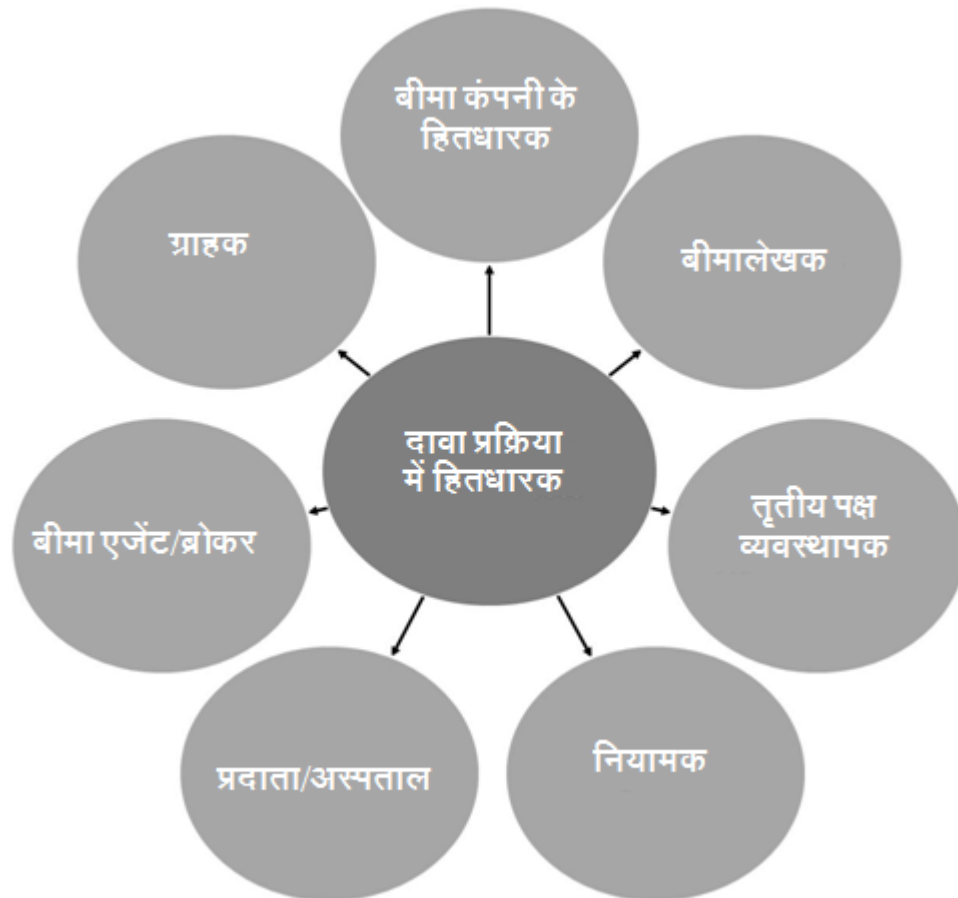 बीमा कंपनी के
हितधारक
ग्राहक
बीमालेखक
दावा प्रक्रिया
में हितधारक
बीमा एजेंट/ब्रोकर
तृतीय पक्ष
व्यवस्थापक
प्रदाता/अस्पताल
नियामक